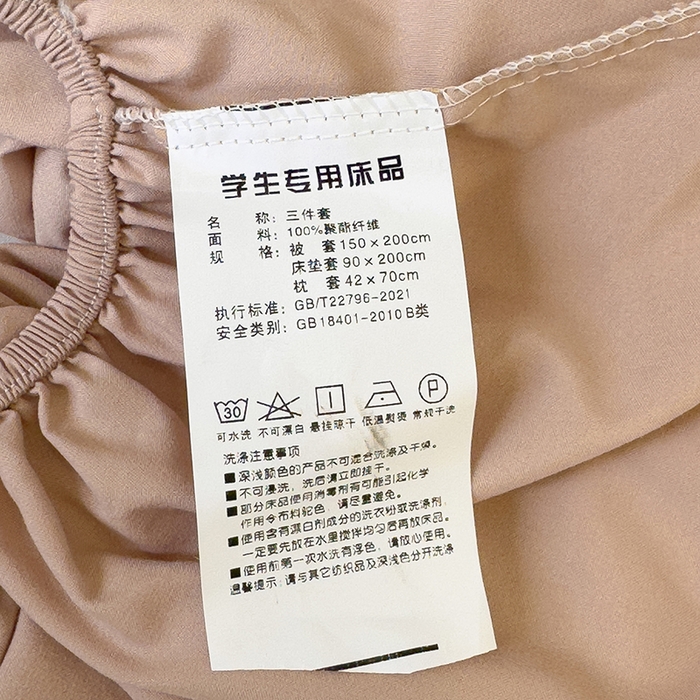 学生专用床品
名 称：三件套
面 料：100%聚酯纤维
规 格：被 套 150×200cm
床垫套 90×200cm
枕 套 42×70cm
执行标准：GB/T22796-2021
安全类别：GB18401-2010 B类
30 P
可水洗 不可漂白 悬挂晾干 低温熨烫 常规干洗
洗涤注意事项
■深浅颜色的产品不可混合洗涤及干燥。
■不可浸洗，洗后请立即挂干。
■部分床品使用消毒剂有可能引起化学
作用令布料鸵色，请尽量避免。
■使用含有漂白剂成分的洗衣粉或洗涤剂，
一定要先放在水里搅伴均匀后再放床品。
■使用前第一次水洗有浮色，请放心使用。
温馨提示：请与其它纺织品及深浅色分开洗涤